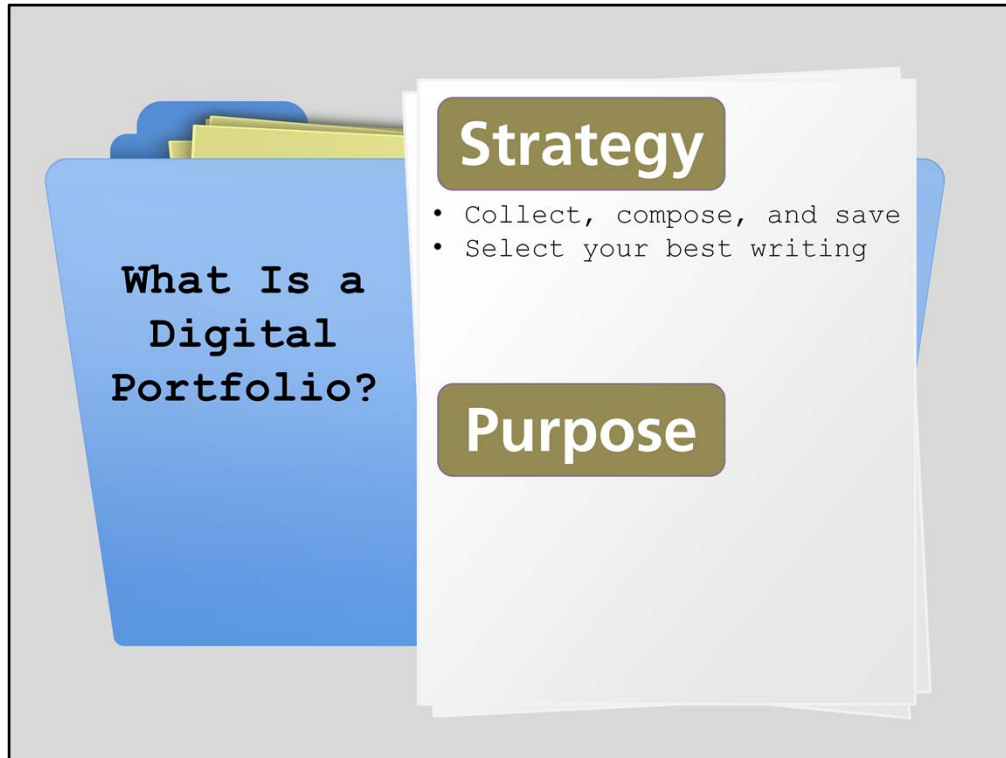 What Is a
Digital
Portfolio?
Strategy
• Collect, compose, and save
• Select your best writing
Purpose